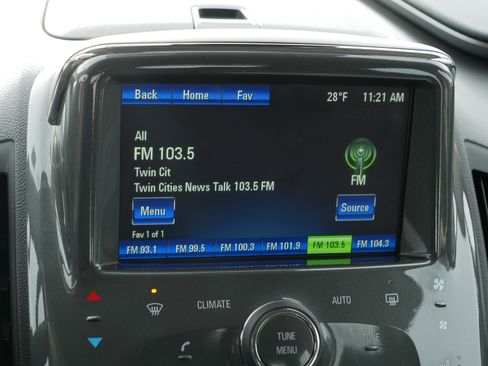 Back Home Fav 28°F 11:21 AM
All
FM 103.5
Twin Cit
FM
Twin Cities News Talk 103.5 FM
Menu Source
Fav 1 of 1
FM 93.1 FM 99.5 FM 100.3 FM 101.9 FM 103.5 FM 104.3
CLIMATE AUTO
TUNE TONE
MENU